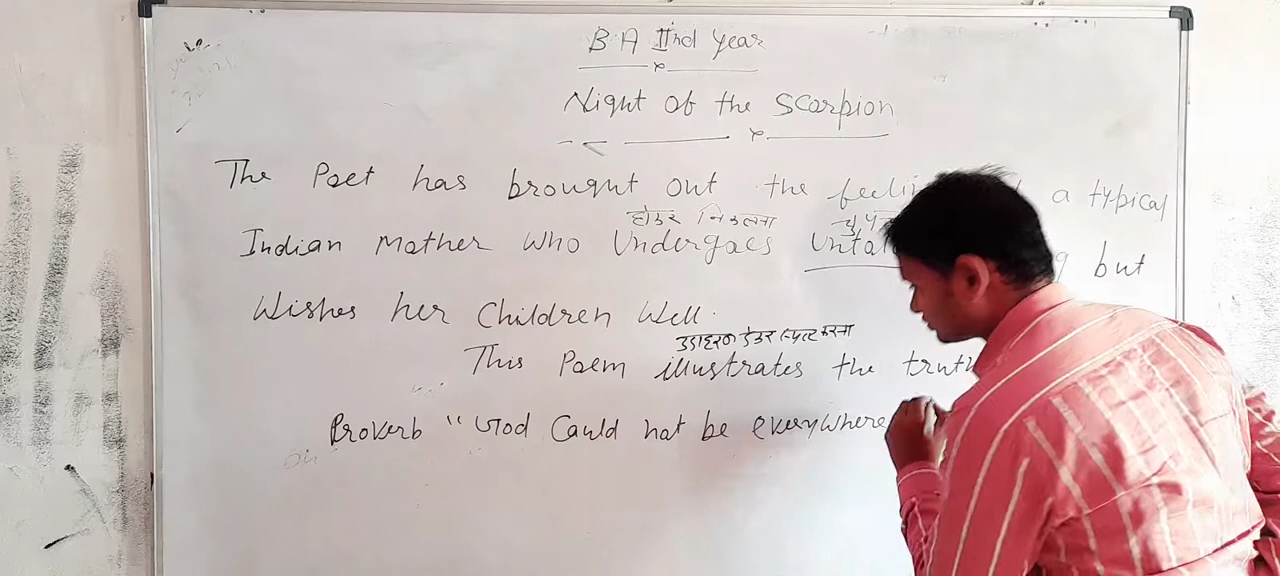 B A IInd Year
Night of the Scorpion
The Poet has brought out the a typical
होकर निकलना
Indian Mother Who Undergoes but
Wishes her Children Well.
उदाहरण देकर स्पष्ट करना
This Poem illustrates the truth
Proverb "God Could not be everywhere